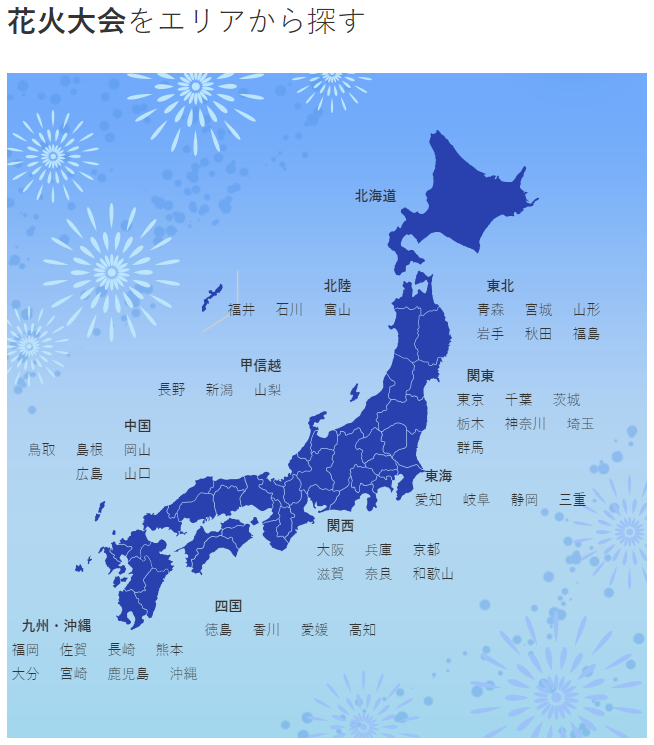 花火大会をエリアから探す
北海道
北陸
福井 石川 富山
東北
青森 宮城 山形
岩手 秋田 福島
甲信越
長野 新潟 山梨
関東
東京 千葉 茨城
栃木 神奈川 埼玉
群馬
中国
鳥取 島根 岡山
広島 山口
東海
愛知 岐阜 静岡 三重
関西
大阪 兵庫 京都
滋賀 奈良 和歌山
四国
徳島 香川 愛媛 高知
九州・沖縄
福岡 佐賀 長崎 熊本
大分 宮崎 鹿児島 沖縄